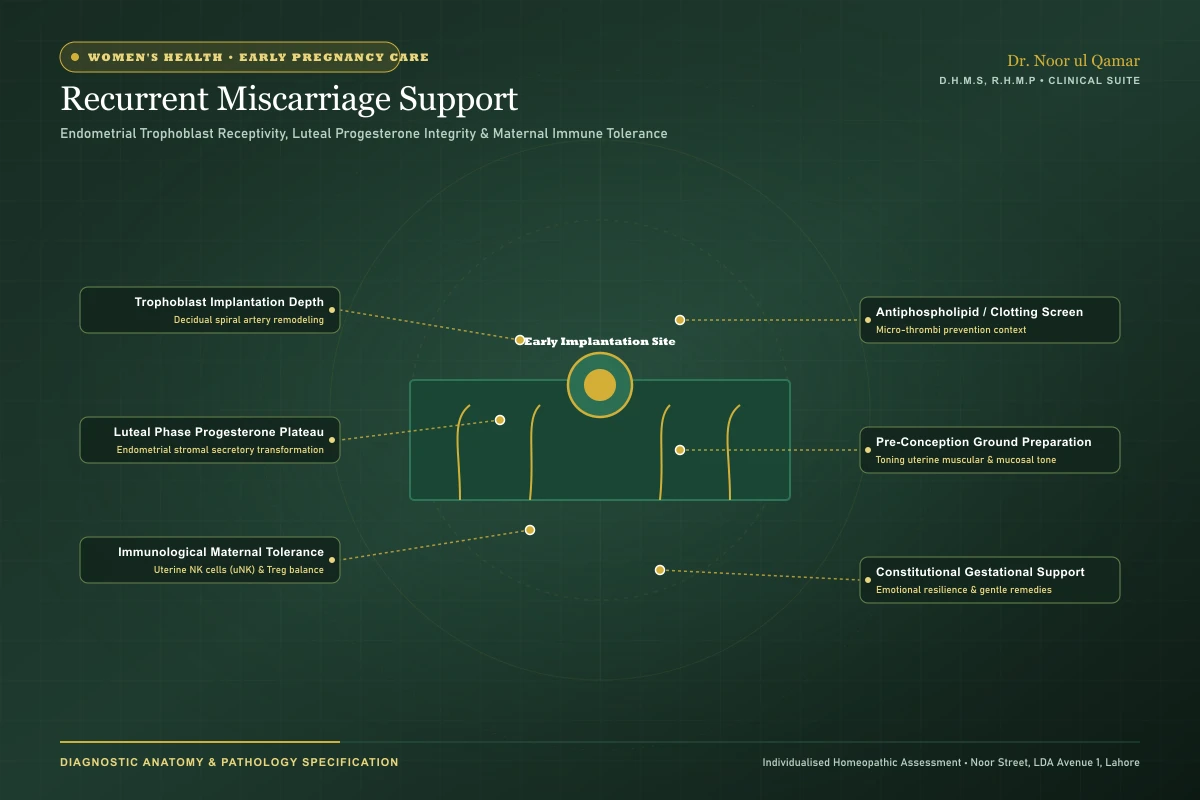 WOMEN'S HEALTH • EARLY PREGNANCY CARE
Recurrent Miscarriage Support
Endometrial Trophoblast Receptivity, Luteal Progesterone Integrity & Maternal Immune Tolerance
Dr. Noor ul Qamar
D.H.M.S, R.H.M.P • CLINICAL SUITE
Trophoblast Implantation Depth
Decidual spiral artery remodeling
Luteal Phase Progesterone Plateau
Endometrial stromal secretory transformation
Immunological Maternal Tolerance
Uterine NK cells (uNK) & Treg balance
Early Implantation Site
Antiphospholipid / Clotting Screen
Micro-thrombi prevention context
Pre-Conception Ground Preparation
Toning uterine muscular & mucosal tone
Constitutional Gestational Support
Emotional resilience & gentle remedies
DIAGNOSTIC ANATOMY & PATHOLOGY SPECIFICATION
Individualised Homeopathic Assessment • Noor Street, LDA Avenue 1, Lahore